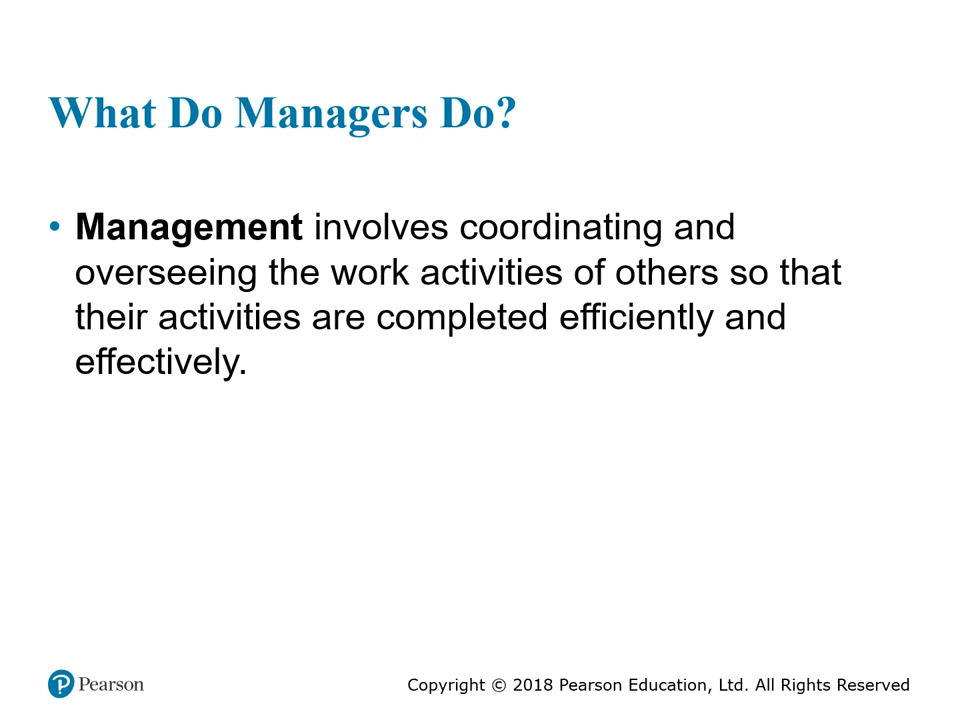 What Do Managers Do?
• Management involves coordinating and
overseeing the work activities of others so that
their activities are completed efficiently and
effectively.
P Pearson
Copyright © 2018 Pearson Education, Ltd. All Rights Reserved